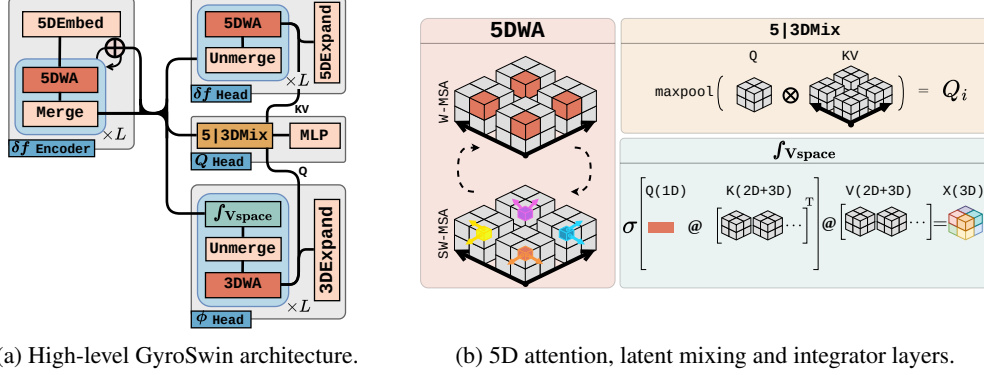 5DEmbed
5DWA
Merge
×L
δf Encoder
5DWA
Unmerge
×L
5DExpand
δf Head
KV
5|3DMix
MLP
Q Head
Q
∫Vspace
Unmerge
3DWA
×L
3DExpand
ϕ Head
(a) High-level GyroSwin architecture.
5DWA
W-MSA
SW-MSA
5|3DMix
Q
KV
maxpool( ⊗ ) = Qi
∫Vspace
Q(1D) K(2D+3D) V(2D+3D) X(3D)
σ[ @ [ ··· ]T ] @ [ ··· ]=
(b) 5D attention, latent mixing and integrator layers.